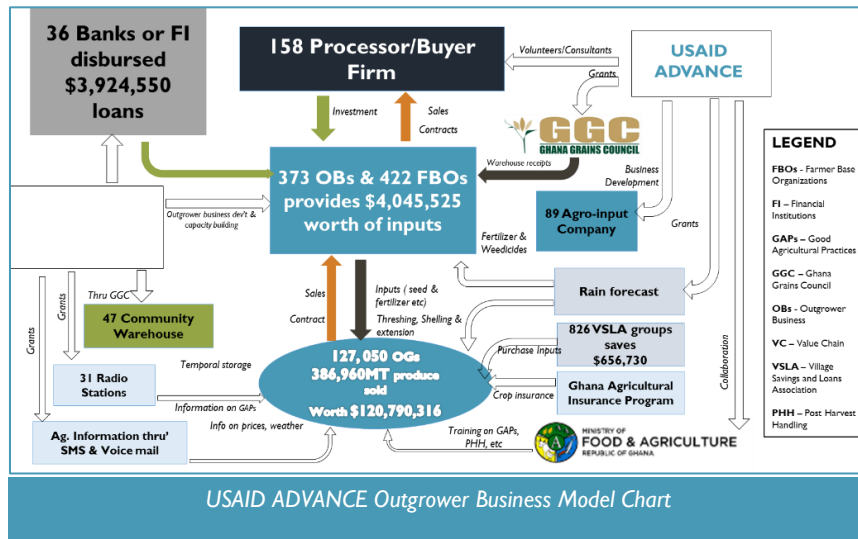 36 Banks or FI
disbursed
$3,924,550
loans
158 Processor/Buyer
Firm
Volunteers/Consultants
USAID
ADVANCE
Grants
Investment
Sales
Contracts
GGC
GHANA GRAINS COUNCIL
Warehouse receipts
373 OBs & 422 FBOs
provides $4,045,525
worth of inputs
Outgrower business dev't &
capacity building
Business
Development
89 Agro-input
Company
Grants
Fertilizer &
Weedicides
LEGEND
FBOs - Farmer Base
Organizations
FI – Financial
Institutions
GAPs – Good
Agricultural Practices
GGC – Ghana
Grains Council
OBs - Outgrower
Business
VC – Value Chain
VSLA – Village
Savings and Loans
Association
PHH – Post Harvest
Handling
Grants
Grants
Thru GGC
47 Community
Warehouse
Sales
Contract
Inputs ( seed &
fertilizer etc)
Threshing, Shelling &
extension
Rain forecast
826 VSLA groups
saves
$656,730
Purchase Inputs
Temporal storage
127, 050 OGs
386,960MT produce
sold
Worth $120,790,316
Ghana Agricultural
Insurance Program
Crop insurance
Collaboration
31 Radio
Stations
Information on GAPs
Info on prices, weather
Ag. Information thru'
SMS & Voice mail
Training on GAPs,
PHH, etc
MINISTRY OF
FOOD & AGRICULTURE
REPUBLIC OF GHANA
USAID ADVANCE Outgrower Business Model Chart